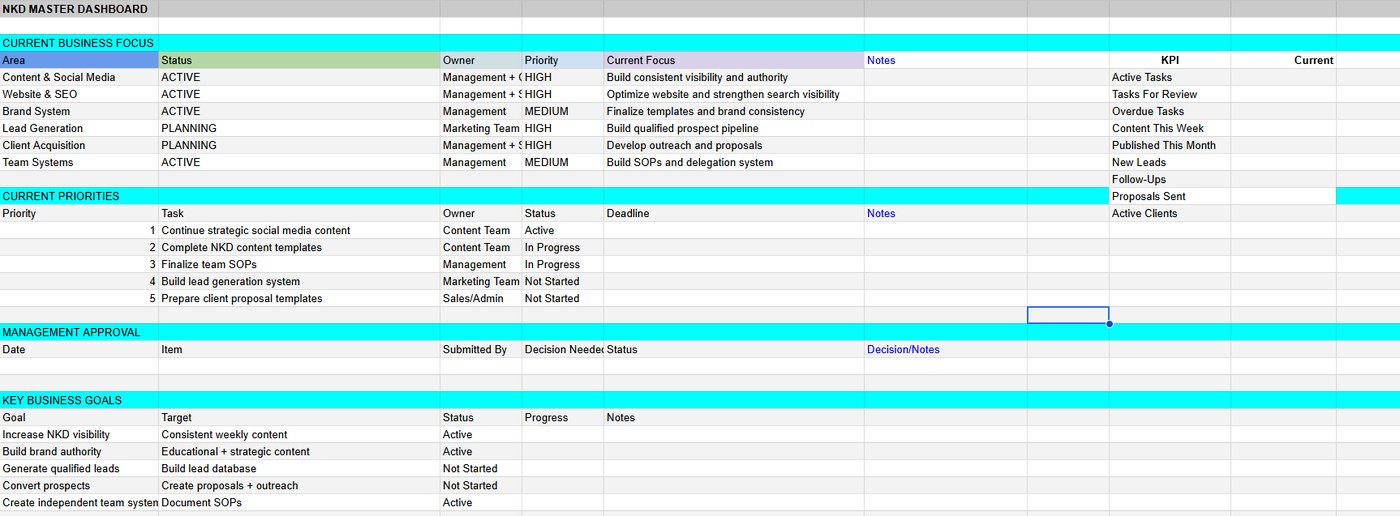 NKD MASTER DASHBOARD
CURRENT BUSINESS FOCUS
Area Status Owner Priority Current Focus Notes KPI Current
Content & Social Media ACTIVE Management + HIGH Build consistent visibility and authority Active Tasks
Website & SEO ACTIVE Management + HIGH Optimize website and strengthen search visibility Tasks For Review
Brand System ACTIVE Management MEDIUM Finalize templates and brand consistency Overdue Tasks
Lead Generation PLANNING Marketing Team HIGH Build qualified prospect pipeline Content This Week
Client Acquisition PLANNING Management + HIGH Develop outreach and proposals Published This Month
Team Systems ACTIVE Management MEDIUM Build SOPs and delegation system New Leads
Follow-Ups
CURRENT PRIORITIES Proposals Sent
Priority Task Owner Status Deadline Notes Active Clients
1 Continue strategic social media content Content Team Active
2 Complete NKD content templates Content Team In Progress
3 Finalize team SOPs Management In Progress
4 Build lead generation system Marketing Team Not Started
5 Prepare client proposal templates Sales/Admin Not Started
MANAGEMENT APPROVAL
Date Item Submitted By Decision Needed Status Decision/Notes
KEY BUSINESS GOALS
Goal Target Status Progress Notes
Increase NKD visibility Consistent weekly content Active
Build brand authority Educational + strategic content Active
Generate qualified leads Build lead database Not Started
Convert prospects Create proposals + outreach Not Started
Create independent team system Document SOPs Active